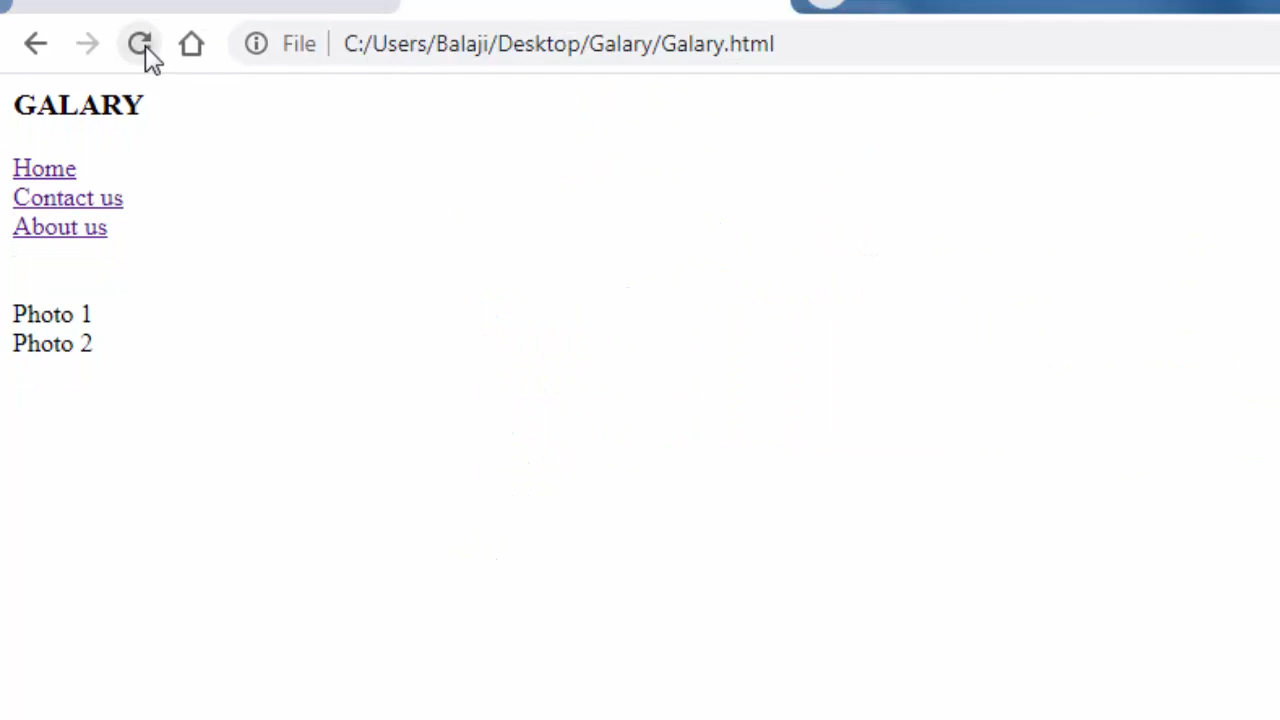 File C:/Users/Balaji/Desktop/Galary/Galary.html
GALARY
Home
Contact us
About us
Photo 1
Photo 2